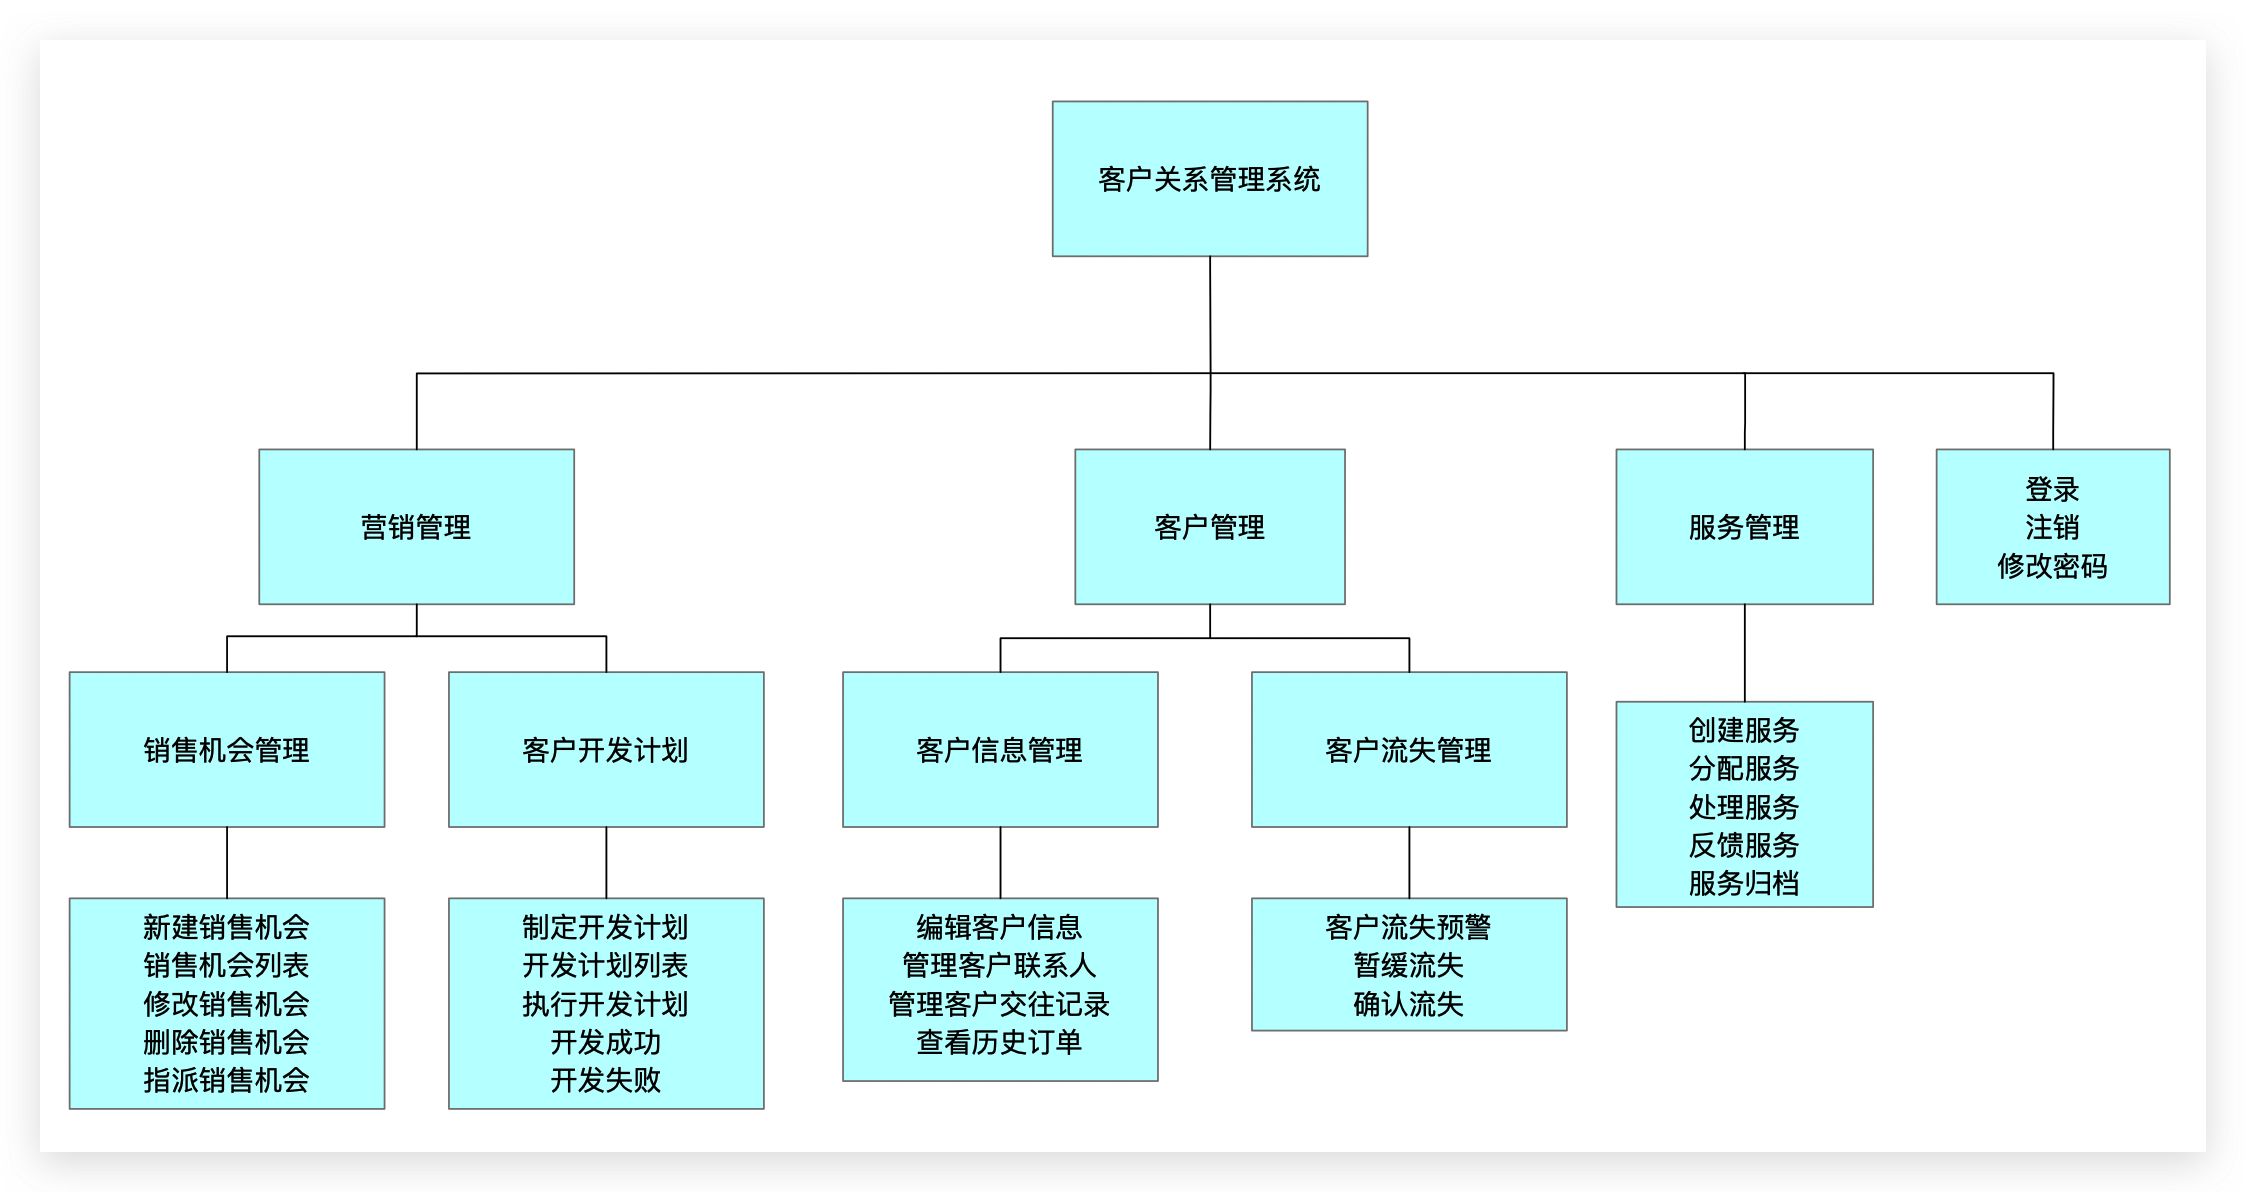 客户关系管理系统
营销管理
客户管理
服务管理
登录
注销
修改密码
销售机会管理
客户开发计划
客户信息管理
客户流失管理
创建服务
分配服务
处理服务
反馈服务
服务归档
新建销售机会
销售机会列表
修改销售机会
删除销售机会
指派销售机会
制定开发计划
开发计划列表
执行开发计划
开发成功
开发失败
编辑客户信息
管理客户联系人
管理客户交往记录
查看历史订单
客户流失预警
暂缓流失
确认流失